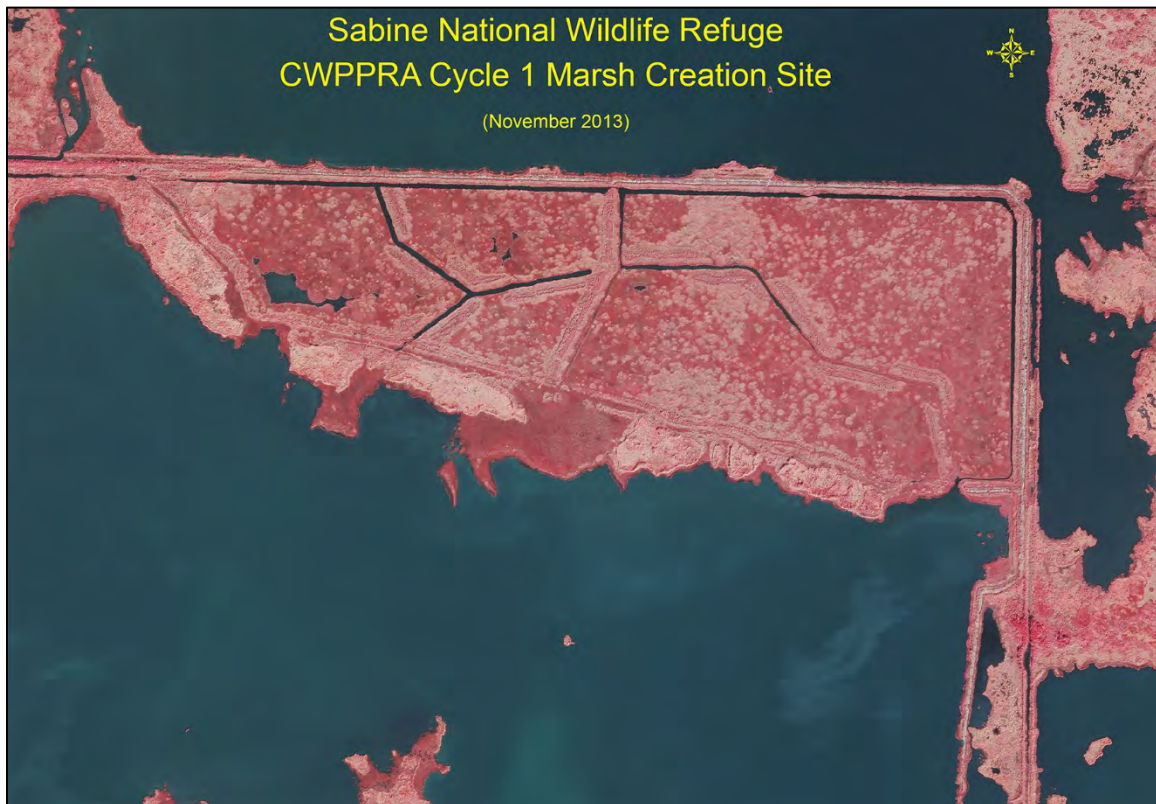 Sabine National Wildlife Refuge
CWPPRA Cycle 1 Marsh Creation Site
(November 2013)
N
W E
S